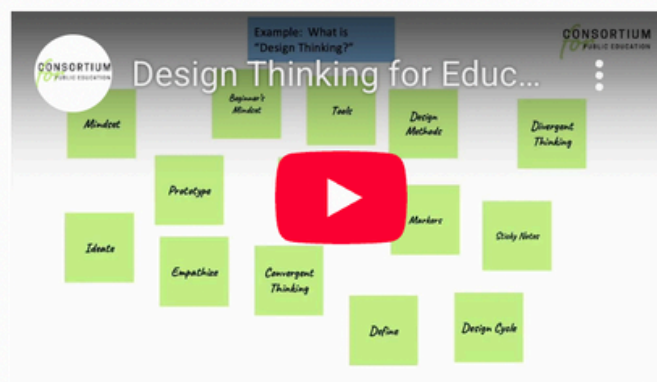 Example: What is
"Design Thinking?"
CONSORTIUM
for PUBLIC EDUCATION
CONSORTIUM
for PUBLIC EDUCATION
Design Thinking for Educ...
Mindset
Beginner's
Mindset
Tools
Design
Methods
Divergent
Thinking
Prototype
Markers
Sticky Notes
Ideate
Empathize
Convergent
Thinking
Define
Design Cycle